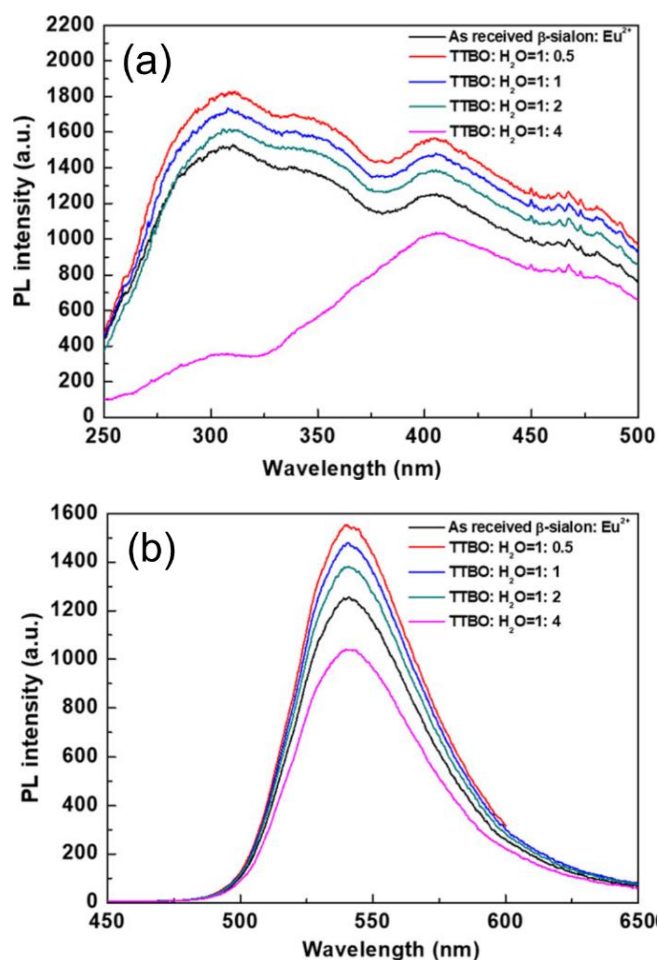 (a)
As received β-sialon: Eu²⁺
TTBO: H₂O=1: 0.5
TTBO: H₂O=1: 1
TTBO: H₂O=1: 2
TTBO: H₂O=1: 4
PL intensity (a.u.)
2200
2000
1800
1600
1400
1200
1000
800
600
400
200
0
250 300 350 400 450 500
Wavelength (nm)
(b)
As received β-sialon: Eu²⁺
TTBO: H₂O=1: 0.5
TTBO: H₂O=1: 1
TTBO: H₂O=1: 2
TTBO: H₂O=1: 4
PL intensity (a.u.)
1600
1400
1200
1000
800
600
400
200
0
450 500 550 600 6500
Wavelength (nm)